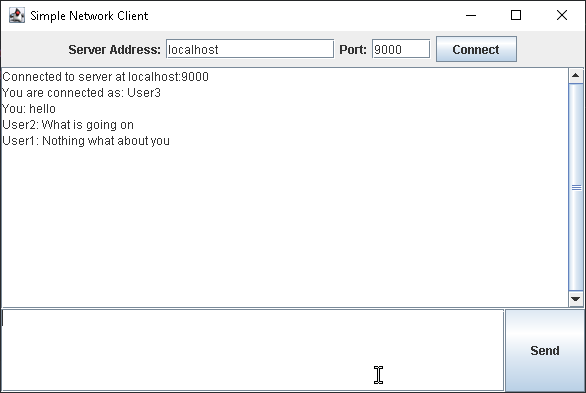 Simple Network Client
Server Address: localhost Port: 9000 Connect
Connected to server at localhost:9000
You are connected as: User3
You: hello
User2: What is going on
User1: Nothing what about you
Send